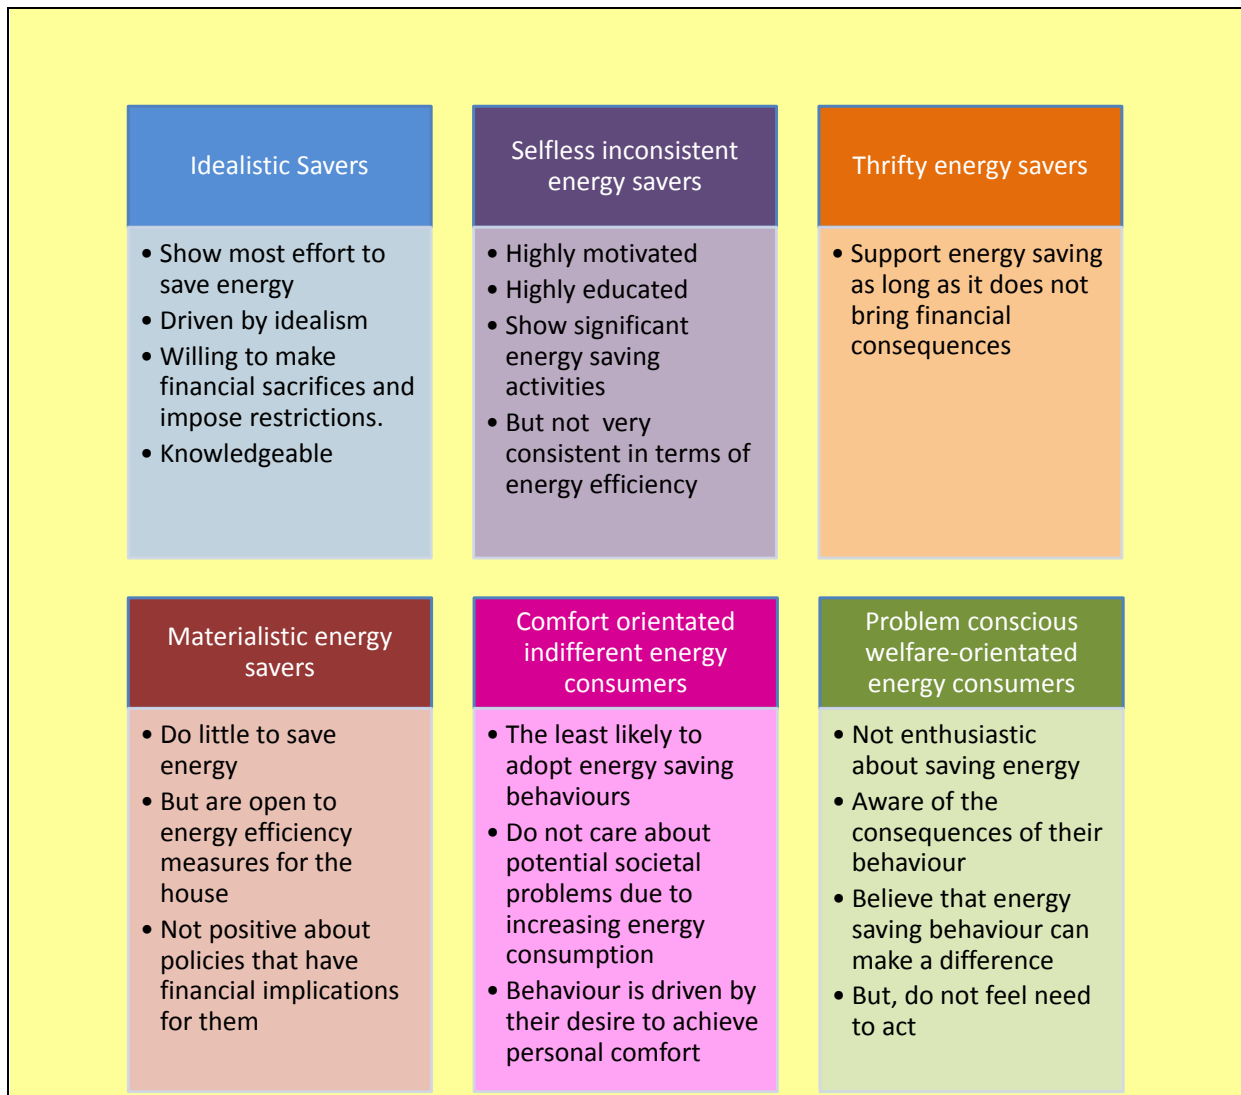 Idealistic Savers
• Show most effort to
save energy
• Driven by idealism
• Willing to make
financial sacrifices and
impose restrictions.
• Knowledgeable
Selfless inconsistent
energy savers
• Highly motivated
• Highly educated
• Show significant
energy saving
activities
• But not very
consistent in terms of
energy efficiency
Thrifty energy savers
• Support energy saving
as long as it does not
bring financial
consequences
Materialistic energy
savers
• Do little to save
energy
• But are open to
energy efficiency
measures for the
house
• Not positive about
policies that have
financial implications
for them
Comfort orientated
indifferent energy
consumers
• The least likely to
adopt energy saving
behaviours
• Do not care about
potential societal
problems due to
increasing energy
consumption
• Behaviour is driven by
their desire to achieve
personal comfort
Problem conscious
welfare-orientated
energy consumers
• Not enthusiastic
about saving energy
• Aware of the
consequences of their
behaviour
• Believe that energy
saving behaviour can
make a difference
• But, do not feel need
to act